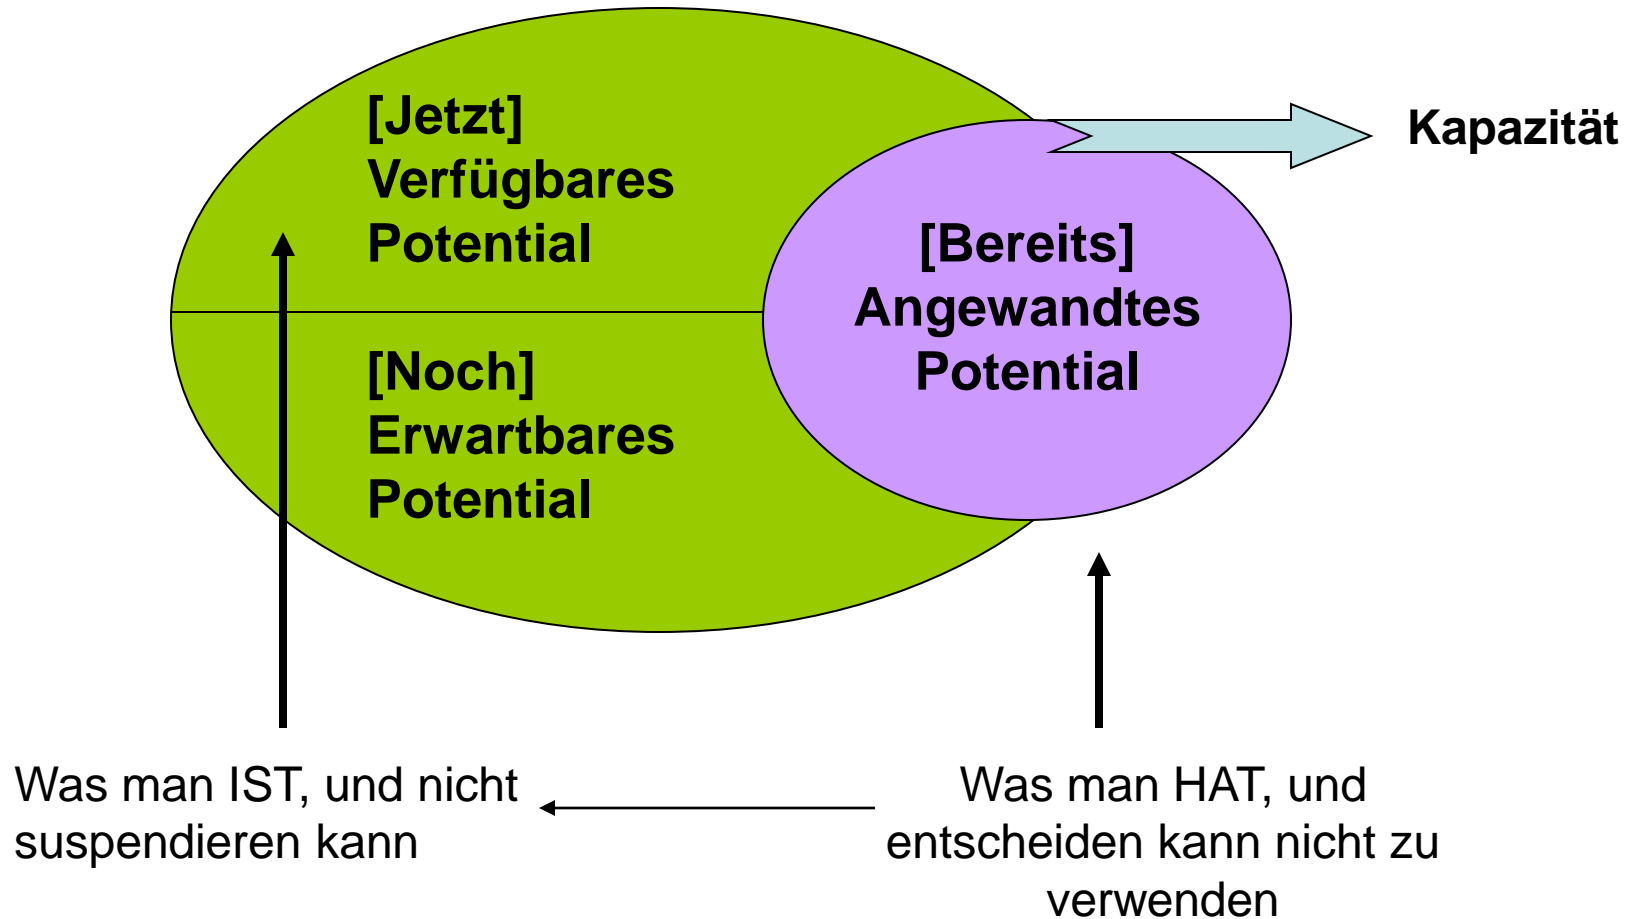 [Jetzt]
Verfügbares
Potential
Kapazität
[Bereits]
Angewandtes
Potential
[Noch]
Erwartbares
Potential
Was man IST, und nicht
suspendieren kann
Was man HAT, und
entscheiden kann nicht zu
verwenden